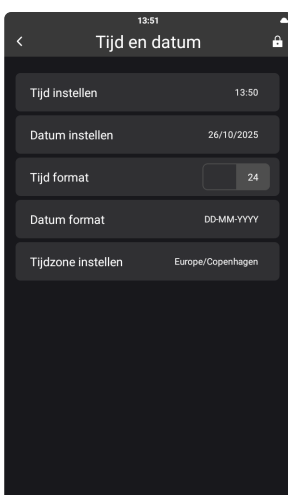 13:51
Tijd en datum
Tijd instellen 13:50
Datum instellen 26/10/2025
Tijd format 24
Datum format DD-MM-YYYY
Tijdzone instellen Europe/Copenhagen